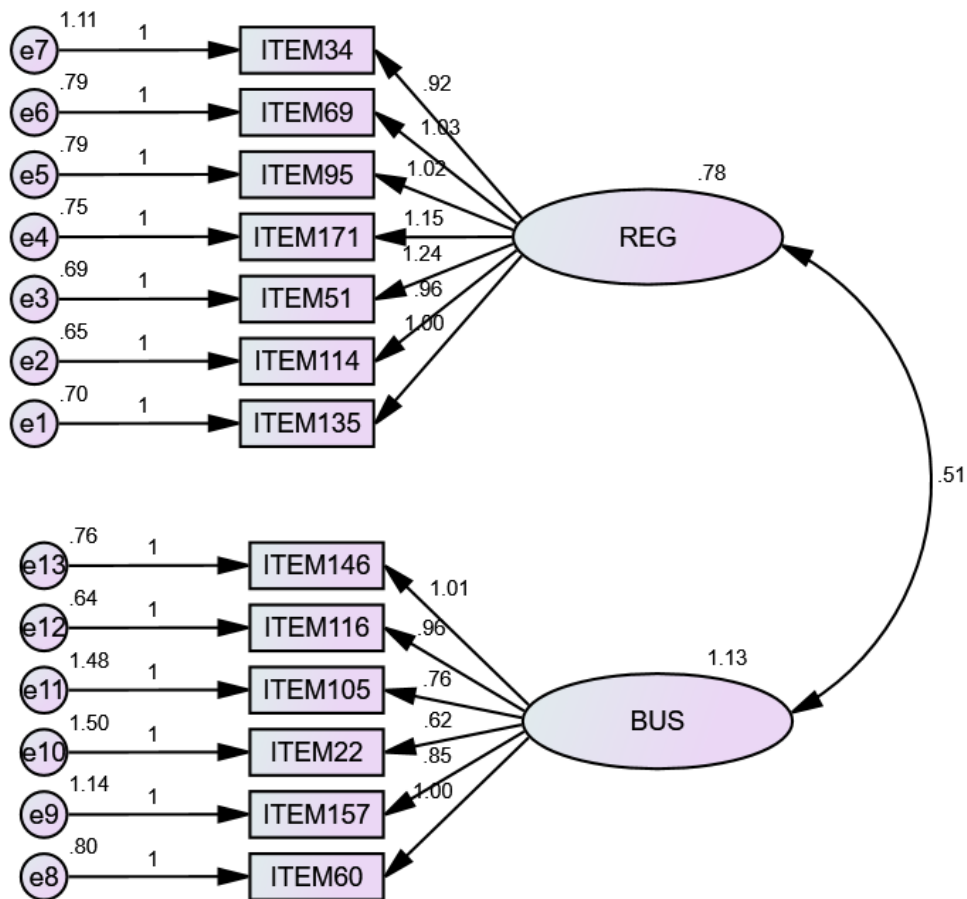 1.11
e7 1 ITEM34
.92
.79
e6 1 ITEM69
1.03
.79
e5 1 ITEM95
1.02
.78
.75
e4 1 ITEM171
1.15
REG
.69
e3 1 ITEM51
1.24
.65
e2 1 ITEM114
.96
.70
e1 1 ITEM135
1.00
.51
.76
e13 1 ITEM146
1.01
.64
e12 1 ITEM116
.96
1.48
e11 1 ITEM105
.76
1.13
1.50
e10 1 ITEM22
.62
BUS
1.14
e9 1 ITEM157
.85
.80
e8 1 ITEM60
1.00